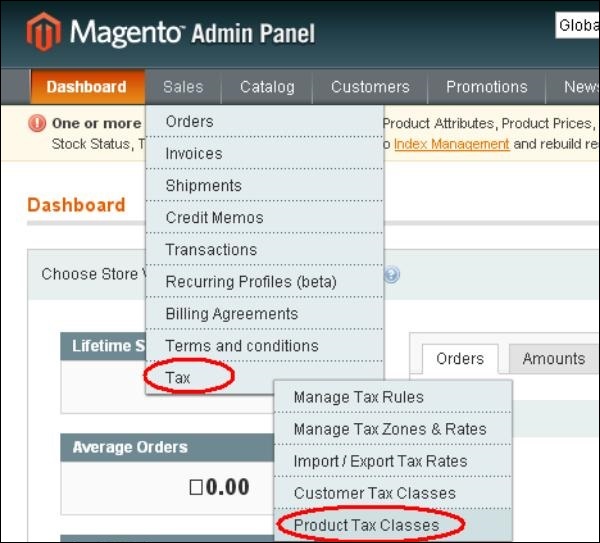 Magento Admin Panel
Globa
Dashboard Sales Catalog Customers Promotions News
One or more Product Attributes, Product Prices,
Stock Status, T o Index Management and rebuild re
Orders
Invoices
Shipments
Credit Memos
Transactions
Recurring Profiles (beta)
Billing Agreements
Terms and conditions
Tax
Dashboard
Choose Store V
Lifetime S
Orders Amounts
Manage Tax Rules
Manage Tax Zones & Rates
Import / Export Tax Rates
Customer Tax Classes
Product Tax Classes
Average Orders
□0.00